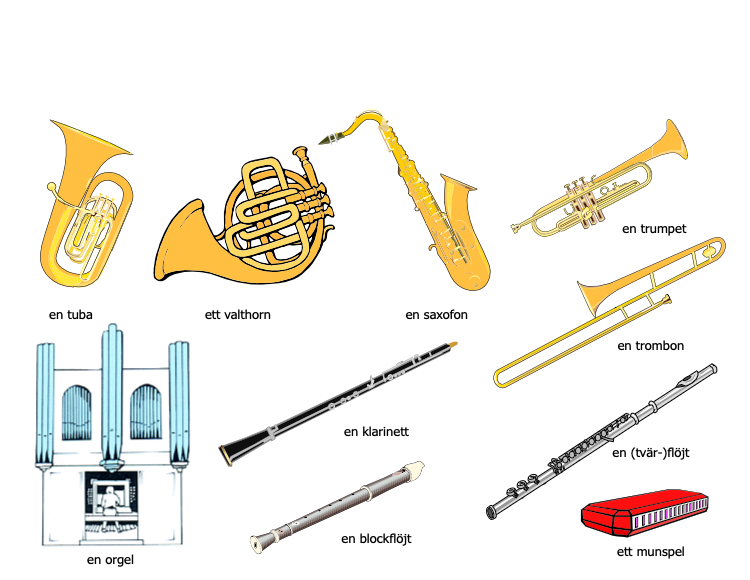 en trumpet
en tuba
ett valthorn
en saxofon
en trombon
en klarinett
en (tvär-)flöjt
en blockflöjt
ett munspel
en orgel